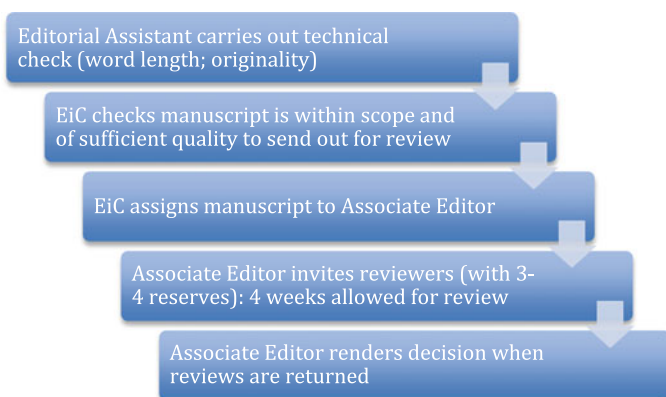 Editorial Assistant carries out technical
check (word length; originality)
EiC checks manuscript is within scope and
of sufficient quality to send out for review
EiC assigns manuscript to Associate Editor
Associate Editor invites reviewers (with 3-
4 reserves): 4 weeks allowed for review
Associate Editor renders decision when
reviews are returned